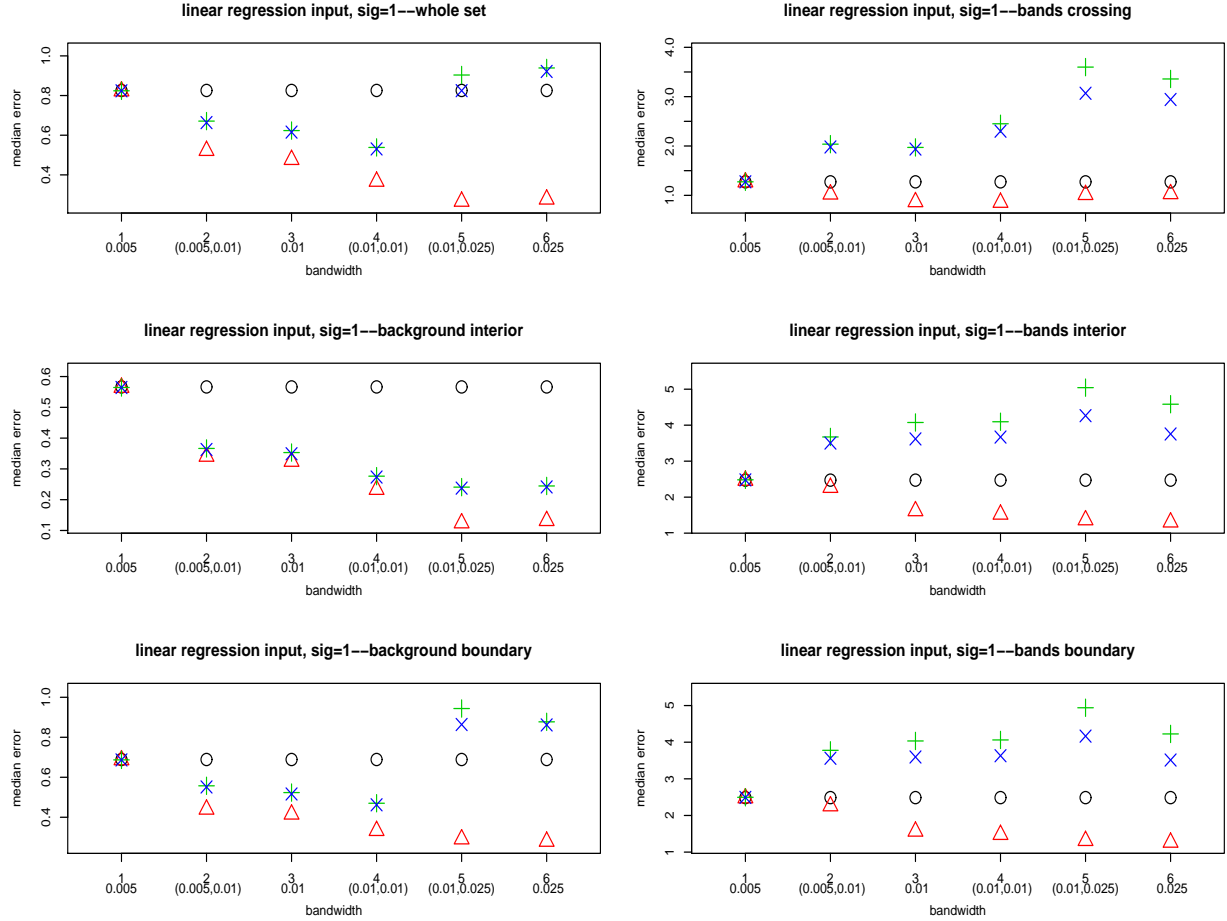 linear regression input, sig=1--whole set
median error
1.0
0.8
0.6
0.4
1 2 3 4 5 6
0.005 (0.005,0.01) 0.01 (0.01,0.01) (0.01,0.025) 0.025
bandwidth
linear regression input, sig=1--bands crossing
median error
4.0
3.0
2.0
1.0
1 2 3 4 5 6
0.005 (0.005,0.01) 0.01 (0.01,0.01) (0.01,0.025) 0.025
bandwidth
linear regression input, sig=1--background interior
median error
0.6
0.5
0.4
0.3
0.2
0.1
1 2 3 4 5 6
0.005 (0.005,0.01) 0.01 (0.01,0.01) (0.01,0.025) 0.025
bandwidth
linear regression input, sig=1--bands interior
median error
5
4
3
2
1
1 2 3 4 5 6
0.005 (0.005,0.01) 0.01 (0.01,0.01) (0.01,0.025) 0.025
bandwidth
linear regression input, sig=1--background boundary
median error
1.0
0.8
0.6
0.4
1 2 3 4 5 6
0.005 (0.005,0.01) 0.01 (0.01,0.01) (0.01,0.025) 0.025
bandwidth
linear regression input, sig=1--bands boundary
median error
5
4
3
2
1
1 2 3 4 5 6
0.005 (0.005,0.01) 0.01 (0.01,0.01) (0.01,0.025) 0.025
bandwidth